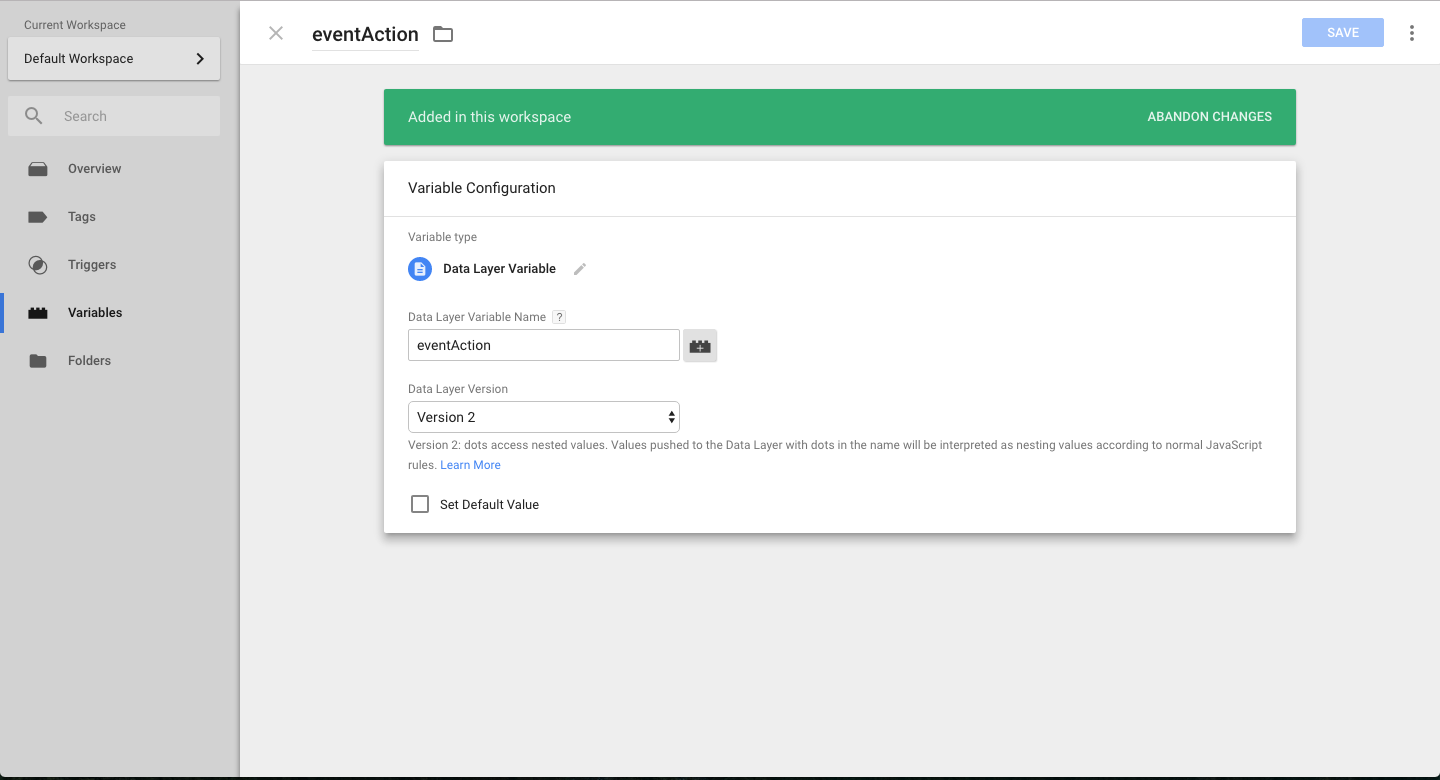 Current Workspace
Default Workspace
Search
Overview
Tags
Triggers
Variables
Folders
eventAction
SAVE
Added in this workspace
ABANDON CHANGES
Variable Configuration
Variable type
Data Layer Variable
Data Layer Variable Name ?
eventAction
Data Layer Version
Version 2
Version 2: dots access nested values. Values pushed to the Data Layer with dots in the name will be interpreted as nesting values according to normal JavaScript
rules. Learn More
Set Default Value